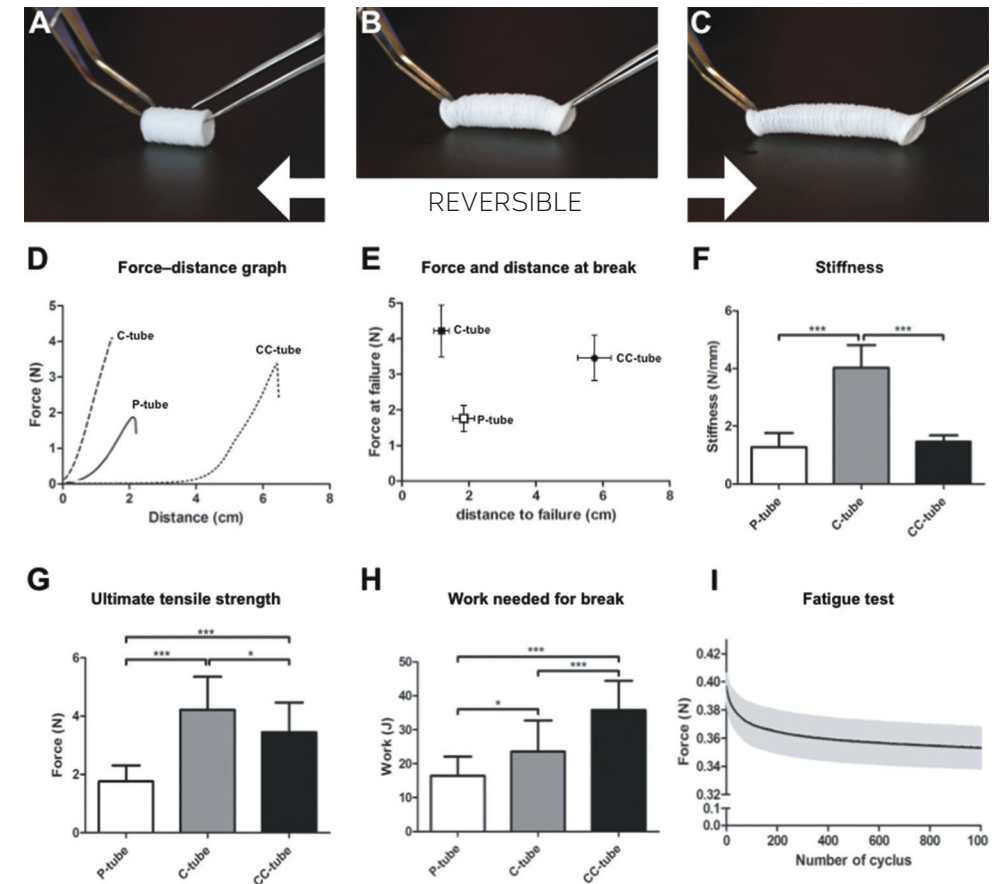 A
B
C
REVERSIBLE
D
Force–distance graph
5
4
3
2
1
0
Force (N)
C-tube
P-tube
CC-tube
0 2 4 6 8
Distance (cm)
E
Force and distance at break
5
4
3
2
1
0
Force at failure (N)
C-tube
CC-tube
P-tube
0 2 4 6 8
distance to failure (cm)
F
Stiffness
6
4
2
0
Stiffness (N/mm)
*** ***
P-tube
C-tube
CC-tube
G
Ultimate tensile strength
***
*** *
6
4
2
0
Force (N)
P-tube
C-tube
CC-tube
H
Work needed for break
***
***
*
50
40
30
20
10
0
Work (J)
P-tube
C-tube
CC-tube
I
Fatigue test
0.42
0.40
0.38
0.36
0.34
0.32
0.1
0.0
Force (N)
0 200 400 600 800 100
Number of cyclus